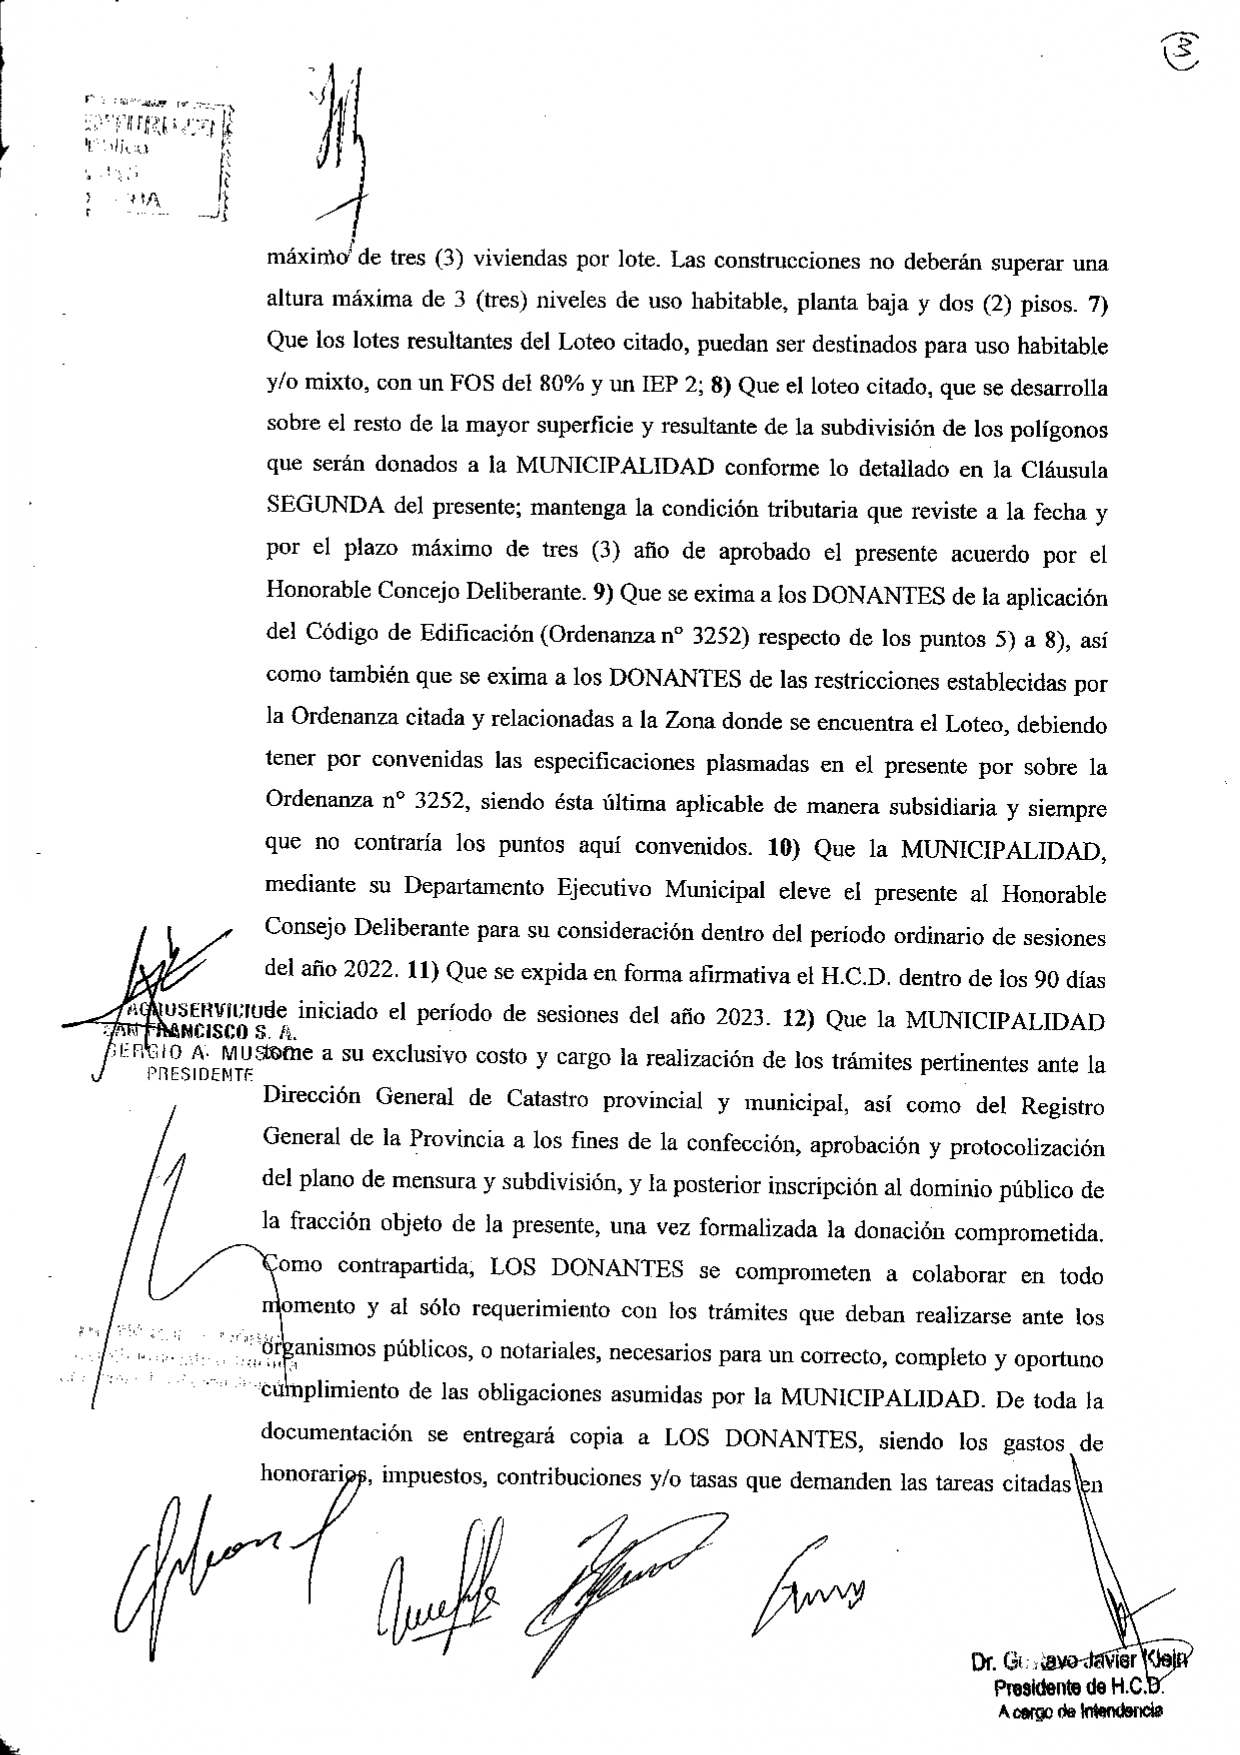 3
máximo de tres (3) viviendas por lote. Las construcciones no deberán superar una
altura máxima de 3 (tres) niveles de uso habitable, planta baja y dos (2) pisos. 7)
Que los lotes resultantes del Loteo citado, puedan ser destinados para uso habitable
y/o mixto, con un FOS del 80% y un IEP 2; 8) Que el loteo citado, que se desarrolla
sobre el resto de la mayor superficie y resultante de la subdivisión de los polígonos
que serán donados a la MUNICIPALIDAD conforme lo detallado en la Cláusula
SEGUNDA del presente; mantenga la condición tributaria que reviste a la fecha y
por el plazo máximo de tres (3) año de aprobado el presente acuerdo por el
Honorable Concejo Deliberante. 9) Que se exima a los DONANTES de la aplicación
del Código de Edificación (Ordenanza nº 3252) respecto de los puntos 5) a 8), así
como también que se exima a los DONANTES de las restricciones establecidas por
la Ordenanza citada y relacionadas a la Zona donde se encuentra el Loteo, debiendo
tener por convenidas las especificaciones plasmadas en el presente por sobre la
Ordenanza nº 3252, siendo ésta última aplicable de manera subsidiaria y siempre
que no contraría los puntos aquí convenidos. 10) Que la MUNICIPALIDAD,
mediante su Departamento Ejecutivo Municipal eleve el presente al Honorable
Consejo Deliberante para su consideración dentro del período ordinario de sesiones
del año 2022. 11) Que se expida en forma afirmativa el H.C.D. dentro de los 90 días
de iniciado el período de sesiones del año 2023. 12) Que la MUNICIPALIDAD
tome a su exclusivo costo y cargo la realización de los trámites pertinentes ante la
Dirección General de Catastro provincial y municipal, así como del Registro
General de la Provincia a los fines de la confección, aprobación y protocolización
del plano de mensura y subdivisión, y la posterior inscripción al dominio público de
la fracción objeto de la presente, una vez formalizada la donación comprometida.
Como contrapartida, LOS DONANTES se comprometen a colaborar en todo
momento y al sólo requerimiento con los trámites que deban realizarse ante los
organismos públicos, o notariales, necesarios para un correcto, completo y oportuno
cumplimiento de las obligaciones asumidas por la MUNICIPALIDAD. De toda la
documentación se entregará copia a LOS DONANTES, siendo los gastos de
honorarios, impuestos, contribuciones y/o tasas que demanden las tareas citadas en
AGROSERVICIOS
SAN FRANCISCO S. A.
SERGIO A.
PRESIDENTE
Dr. Gustavo Javier Klein
Presidente de H.C.D.
A cargo de Intendencia